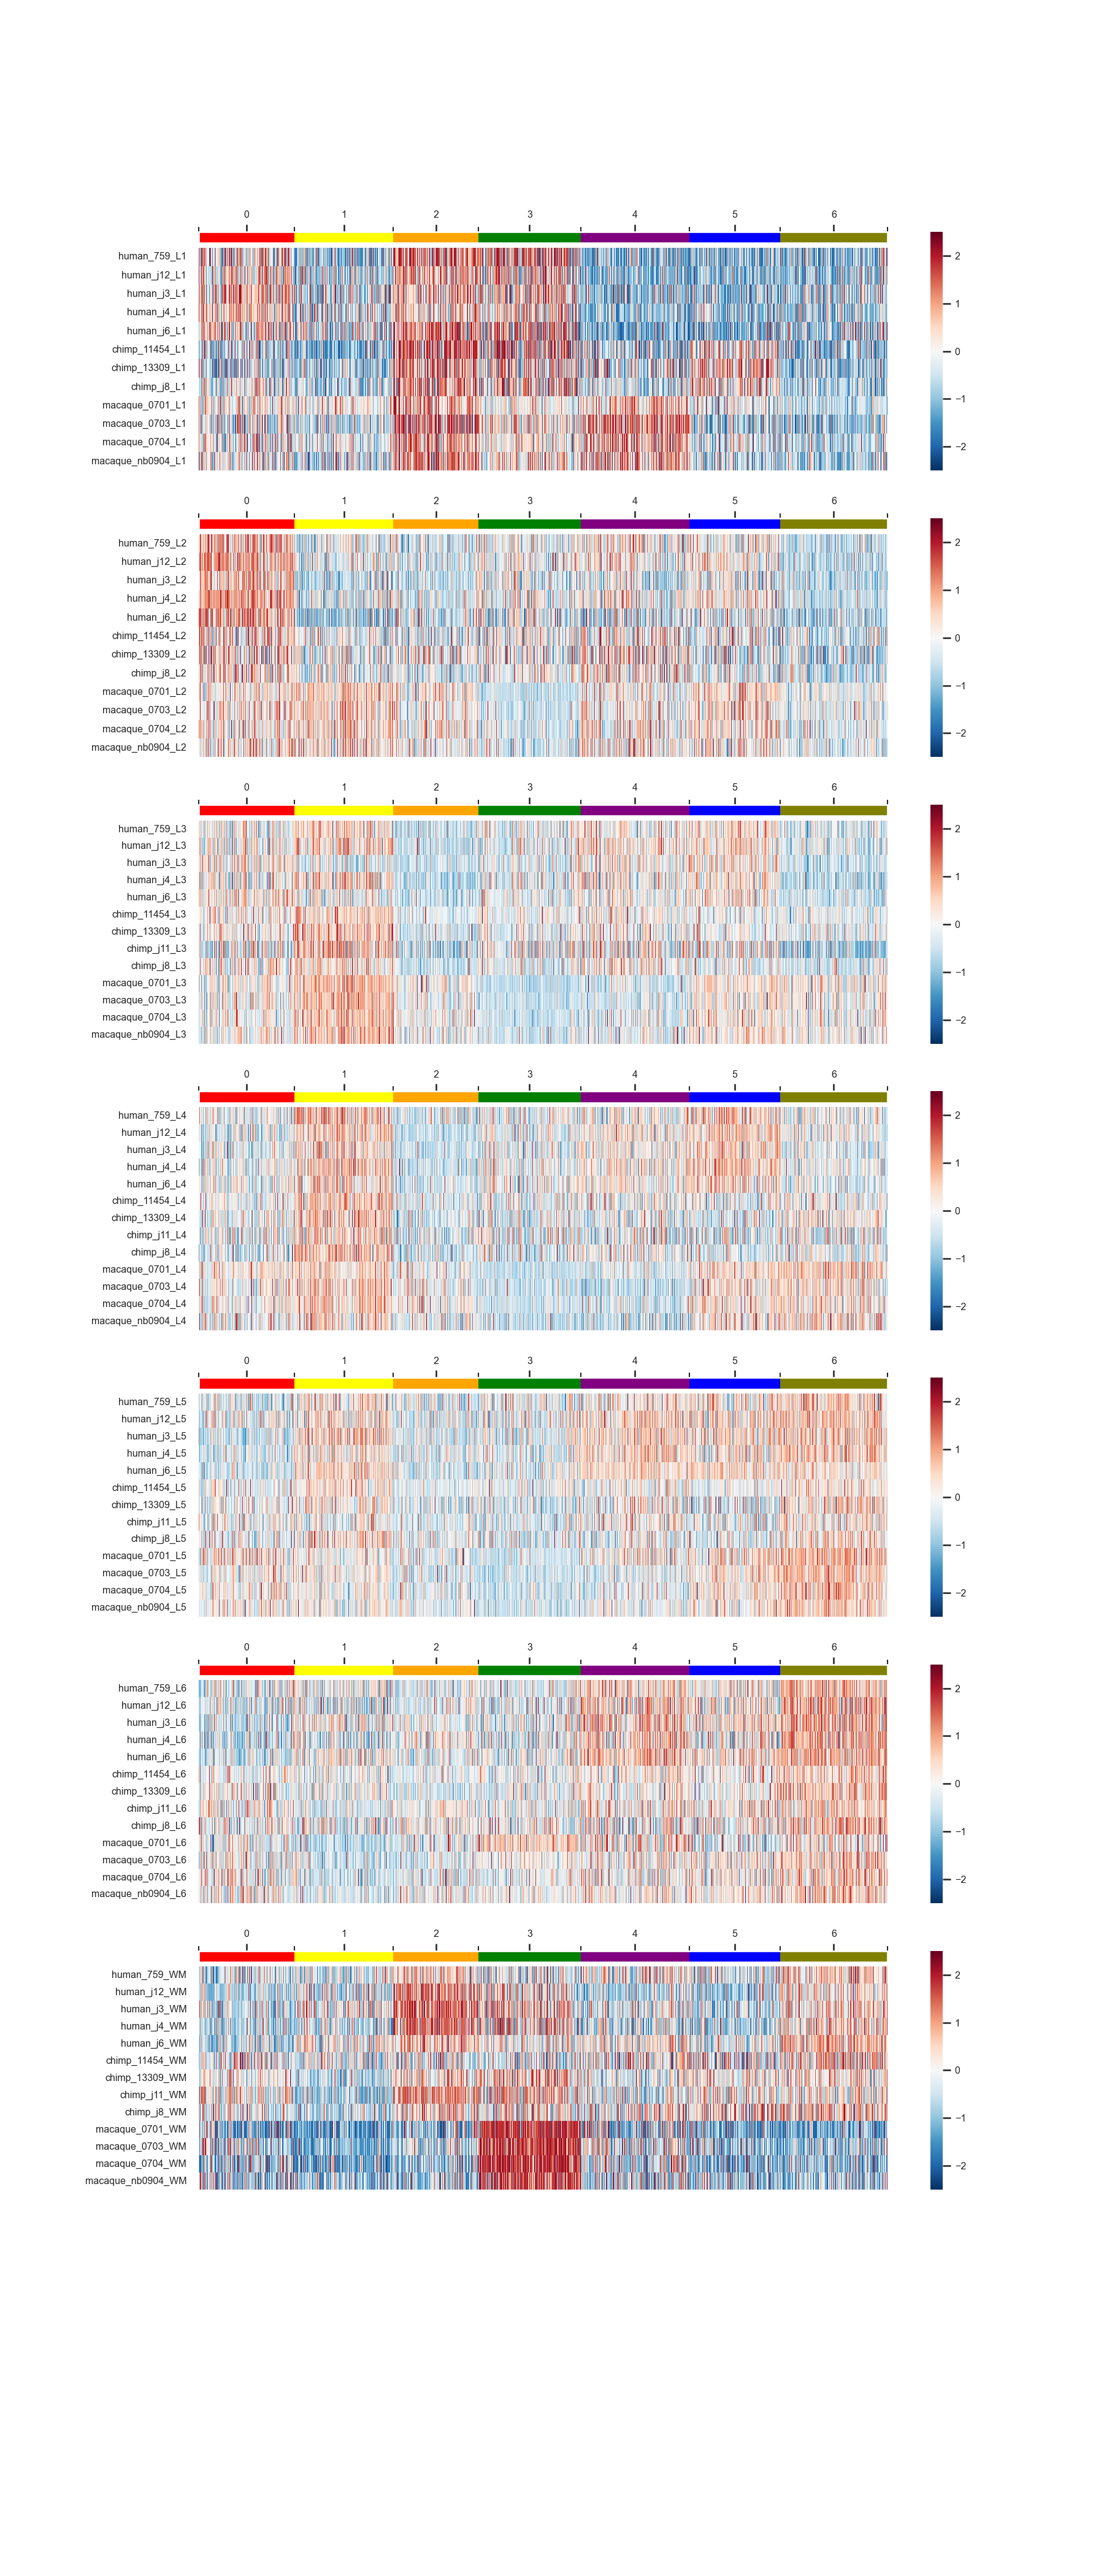 0 1 2 3 4 5 6
human_759_L1
human_j12_L1
human_j3_L1
human_j4_L1
human_j6_L1
chimp_11454_L1
chimp_13309_L1
chimp_j8_L1
macaque_0701_L1
macaque_0703_L1
macaque_0704_L1
macaque_nb0904_L1
2
1
0
−1
−2
0 1 2 3 4 5 6
human_759_L2
human_j12_L2
human_j3_L2
human_j4_L2
human_j6_L2
chimp_11454_L2
chimp_13309_L2
chimp_j8_L2
macaque_0701_L2
macaque_0703_L2
macaque_0704_L2
macaque_nb0904_L2
2
1
0
−1
−2
0 1 2 3 4 5 6
human_759_L3
human_j12_L3
human_j3_L3
human_j4_L3
human_j6_L3
chimp_11454_L3
chimp_13309_L3
chimp_j11_L3
chimp_j8_L3
macaque_0701_L3
macaque_0703_L3
macaque_0704_L3
macaque_nb0904_L3
2
1
0
−1
−2
0 1 2 3 4 5 6
human_759_L4
human_j12_L4
human_j3_L4
human_j4_L4
human_j6_L4
chimp_11454_L4
chimp_13309_L4
chimp_j11_L4
chimp_j8_L4
macaque_0701_L4
macaque_0703_L4
macaque_0704_L4
macaque_nb0904_L4
2
1
0
−1
−2
0 1 2 3 4 5 6
human_759_L5
human_j12_L5
human_j3_L5
human_j4_L5
human_j6_L5
chimp_11454_L5
chimp_13309_L5
chimp_j11_L5
chimp_j8_L5
macaque_0701_L5
macaque_0703_L5
macaque_0704_L5
macaque_nb0904_L5
2
1
0
−1
−2
0 1 2 3 4 5 6
human_759_L6
human_j12_L6
human_j3_L6
human_j4_L6
human_j6_L6
chimp_11454_L6
chimp_13309_L6
chimp_j11_L6
chimp_j8_L6
macaque_0701_L6
macaque_0703_L6
macaque_0704_L6
macaque_nb0904_L6
2
1
0
−1
−2
0 1 2 3 4 5 6
human_759_WM
human_j12_WM
human_j3_WM
human_j4_WM
human_j6_WM
chimp_11454_WM
chimp_13309_WM
chimp_j11_WM
chimp_j8_WM
macaque_0701_WM
macaque_0703_WM
macaque_0704_WM
macaque_nb0904_WM
2
1
0
−1
−2